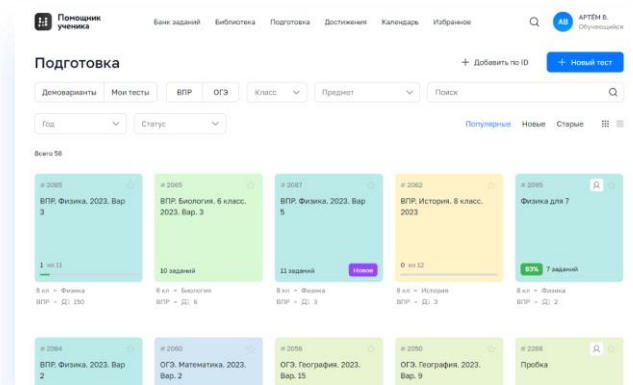 Помощник
ученика
Банк заданий Библиотека Подготовка Достижения Календарь Избранное
АВ
АРТЁМ В.
Обучающийся
Подготовка
+ Добавить по ID
+ Новый тест
Демоварианты Мои тесты ВПР ОГЭ Класс Предмет Поиск
Год Статус
Популярные Новые Старые
Всего 58
# 2085
ВПР. Физика. 2023. Вар
3
1 из 11
8 кл • Физика
ВПР • 150
# 2065
ВПР. Биология. 6 класс.
2023. Вар. 3
10 заданий
6 кл • Биология
ВПР • 6
# 2087
ВПР. Физика. 2023. Вар
5
11 заданий Новое
8 кл • Физика
ВПР • 3
# 2062
ВПР. История. 8 класс.
2023
0 из 12
8 кл • История
ВПР • 3
# 2095
Физика для 7
83% 7 заданий
8 кл • Физика
ВПР • 2
# 2084
ВПР. Физика. 2023. Вар
2
# 2060
ОГЭ. Математика. 2023.
Вар. 2
# 2056
ОГЭ. География. 2023.
Вар. 15
# 2050
ОГЭ. География. 2023.
Вар. 9
# 2288
Пробка